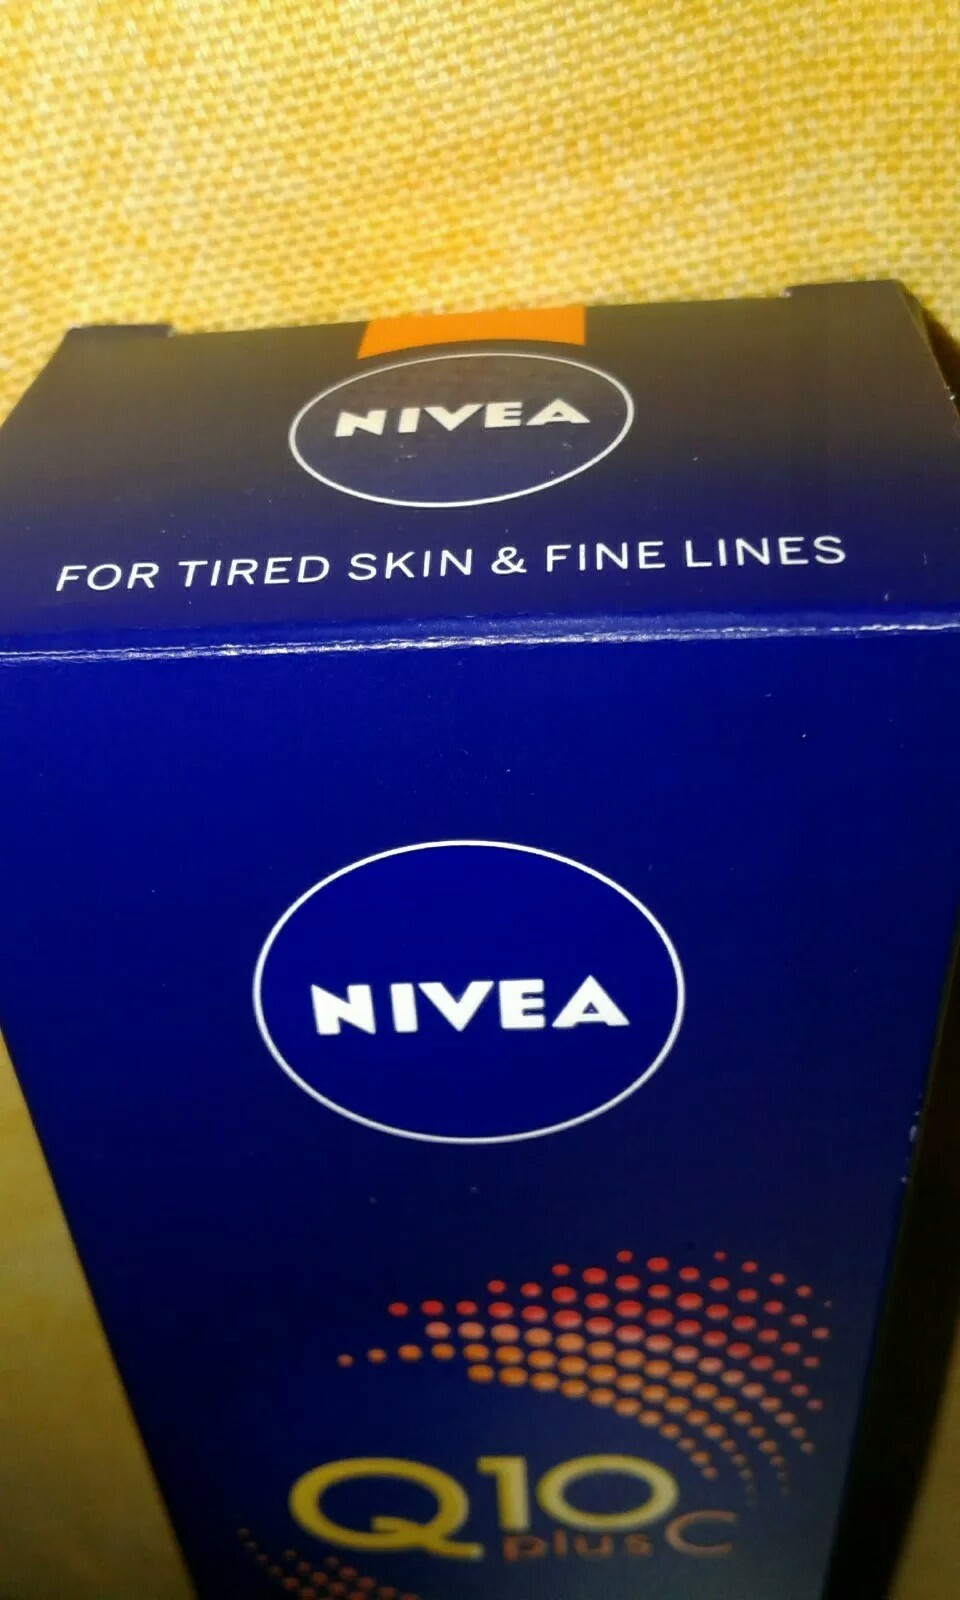 NIVEA
FOR TIRED SKIN & FINE LINES
NIVEA
Q10
plus C